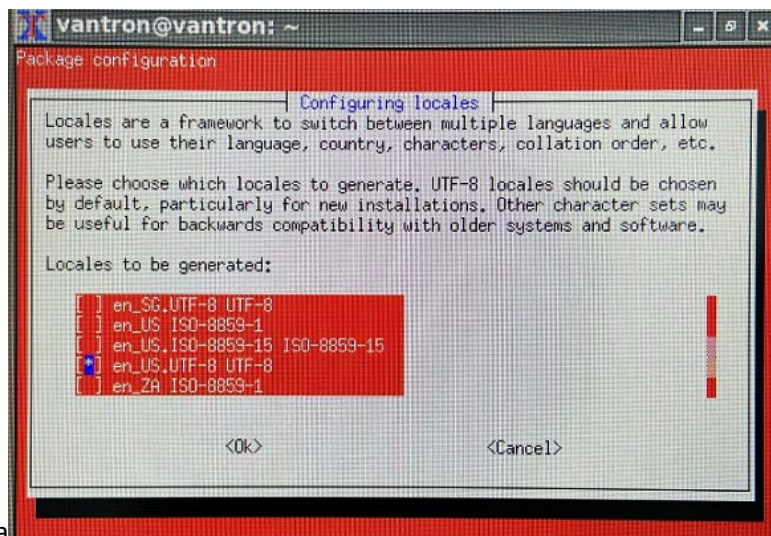 vantron@vantron: ~
Package configuration
Configuring locales
Locales are a framework to switch between multiple languages and allow
users to use their language, country, characters, collation order, etc.
Please choose which locales to generate. UTF-8 locales should be chosen
by default, particularly for new installations. Other character sets may
be useful for backwards compatibility with older systems and software.
Locales to be generated:
[ ] en_SG.UTF-8 UTF-8
[ ] en_US ISO-8859-1
[ ] en_US.ISO-8859-15 ISO-8859-15
[*] en_US.UTF-8 UTF-8
[ ] en_ZA ISO-8859-1
<Ok> <Cancel>
a